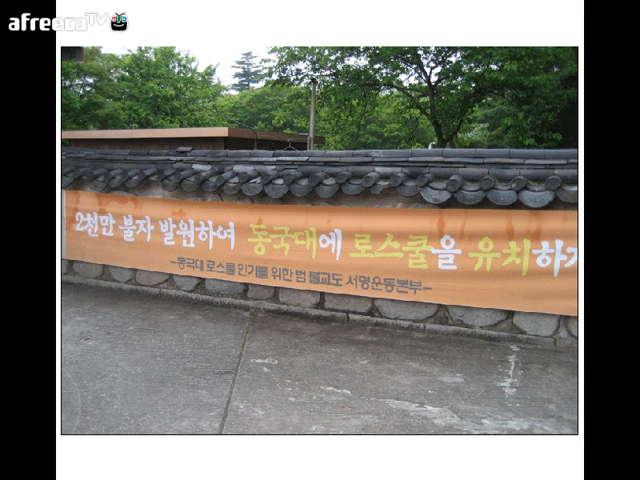 afreecaTV
2천만 불자 발원하여 동국대에 로스쿨을 유치하자
-동국대 로스쿨 인가를 위한 범 불교도 서명운동본부-